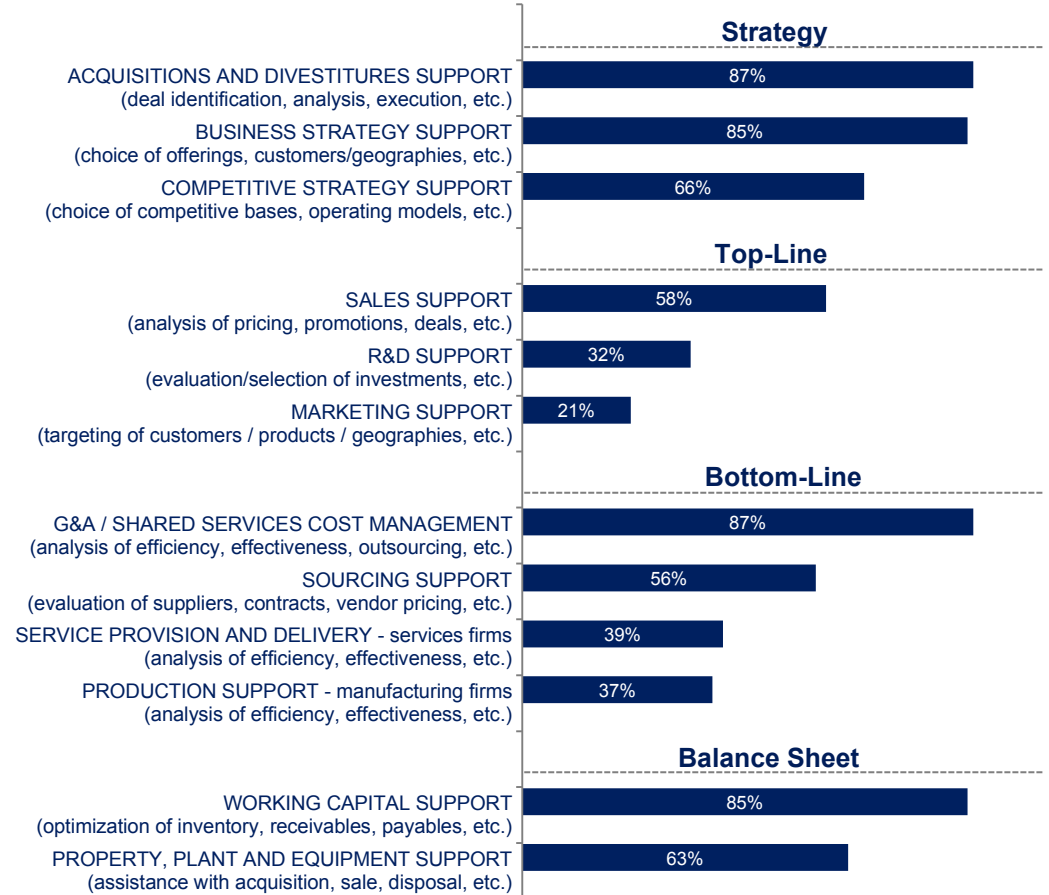 Strategy
ACQUISITIONS AND DIVESTITURES SUPPORT
(deal identification, analysis, execution, etc.)
87%
BUSINESS STRATEGY SUPPORT
(choice of offerings, customers/geographies, etc.)
85%
COMPETITIVE STRATEGY SUPPORT
(choice of competitive bases, operating models, etc.)
66%
Top-Line
SALES SUPPORT
(analysis of pricing, promotions, deals, etc.)
58%
R&D SUPPORT
(evaluation/selection of investments, etc.)
32%
MARKETING SUPPORT
(targeting of customers / products / geographies, etc.)
21%
Bottom-Line
G&A / SHARED SERVICES COST MANAGEMENT
(analysis of efficiency, effectiveness, outsourcing, etc.)
87%
SOURCING SUPPORT
(evaluation of suppliers, contracts, vendor pricing, etc.)
56%
SERVICE PROVISION AND DELIVERY - services firms
(analysis of efficiency, effectiveness, etc.)
39%
PRODUCTION SUPPORT - manufacturing firms
(analysis of efficiency, effectiveness, etc.)
37%
Balance Sheet
WORKING CAPITAL SUPPORT
(optimization of inventory, receivables, payables, etc.)
85%
PROPERTY, PLANT AND EQUIPMENT SUPPORT
(assistance with acquisition, sale, disposal, etc.)
63%